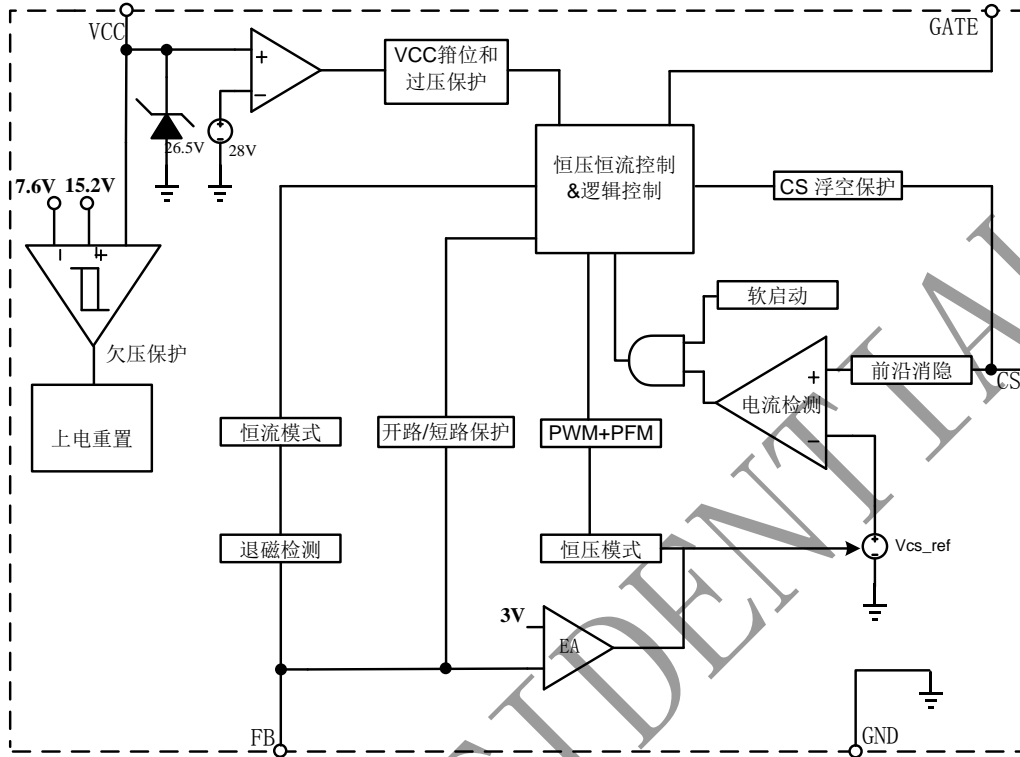 VCC
GATE
VCC箝位和
过压保护
26.5V
28V
7.6V
15.2V
恒压恒流控制
&逻辑控制
CS 浮空保护
软启动
欠压保护
上电重置
前沿消隐
CS
电流检测
恒流模式
开路/短路保护
PWM+PFM
退磁检测
恒压模式
Vcs_ref
3V
EA
FB
GND
NDENTIAL